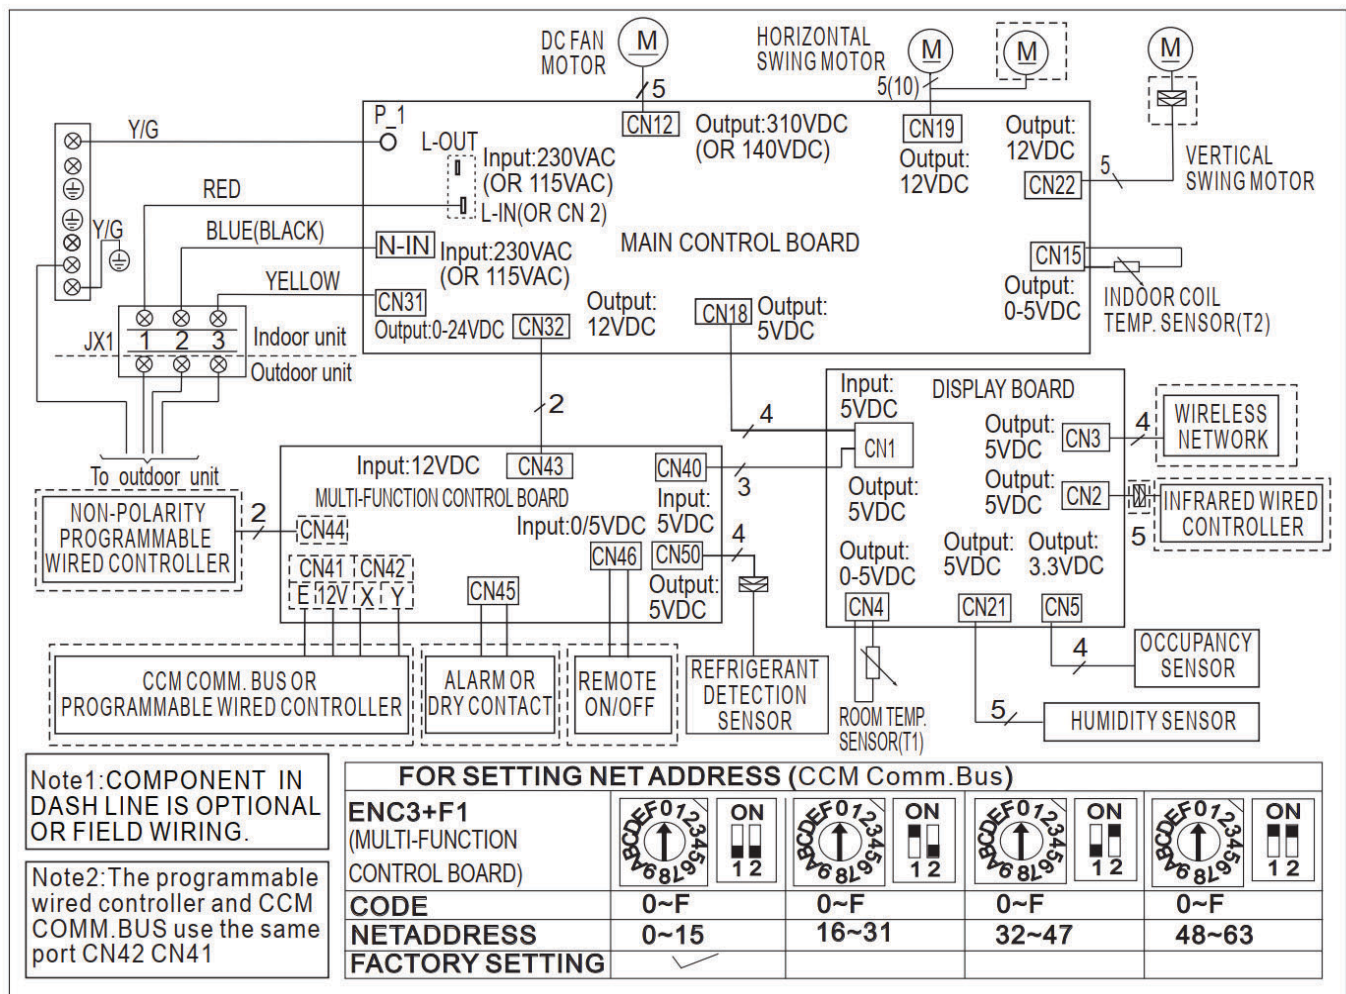 DC FAN
MOTOR
M
5
HORIZONTAL
SWING MOTOR
M
M
5(10)
M
VERTICAL
SWING MOTOR
5
P_1
Y/G
L-OUT
Input:230VAC
(OR 115VAC)
L-IN(OR CN 2)
RED
BLUE(BLACK)
N-IN
Input:230VAC
(OR 115VAC)
YELLOW
CN31
Output:0-24VDC
CN32
Output:
12VDC
CN12
Output:310VDC
(OR 140VDC)
CN19
Output:
12VDC
Output:
12VDC
CN22
MAIN CONTROL BOARD
CN15
Output:
0-5VDC
INDOOR COIL
TEMP. SENSOR(T2)
CN18
Output:
5VDC
Y/G
JX1
1 2 3
Indoor unit
Outdoor unit
To outdoor unit
2
4
3
Input:12VDC
CN43
MULTI-FUNCTION CONTROL BOARD
CN40
Input:
5VDC
Input:0/5VDC
CN44
CN41 CN42
E 12V X Y
CN45
CN46
CN50
Output:
5VDC
4
NON-POLARITY
PROGRAMMABLE
WIRED CONTROLLER
2
CCM COMM. BUS OR
PROGRAMMABLE WIRED CONTROLLER
ALARM OR
DRY CONTACT
REMOTE
ON/OFF
REFRIGERANT
DETECTION
SENSOR
DISPLAY BOARD
Input:
5VDC
CN1
Output:
5VDC
Output:
5VDC
CN3
4
WIRELESS
NETWORK
Output:
5VDC
CN2
5
INFRARED WIRED
CONTROLLER
Output:
0-5VDC
CN4
Output:
5VDC
CN21
Output:
3.3VDC
CN5
ROOM TEMP.
SENSOR(T1)
4
OCCUPANCY
SENSOR
5
HUMIDITY SENSOR
Note1:COMPONENT IN
DASH LINE IS OPTIONAL
OR FIELD WIRING.
Note2:The programmable
wired controller and CCM
COMM.BUS use the same
port CN42 CN41
FOR SETTING NET ADDRESS (CCM Comm.Bus)
ENC3+F1
(MULTI-FUNCTION
CONTROL BOARD)
0123456789ABCDEF
ON
1 2
0123456789ABCDEF
ON
1 2
0123456789ABCDEF
ON
1 2
0123456789ABCDEF
ON
1 2
CODE 0~F 0~F 0~F 0~F
NETADDRESS 0~15 16~31 32~47 48~63
FACTORY SETTING